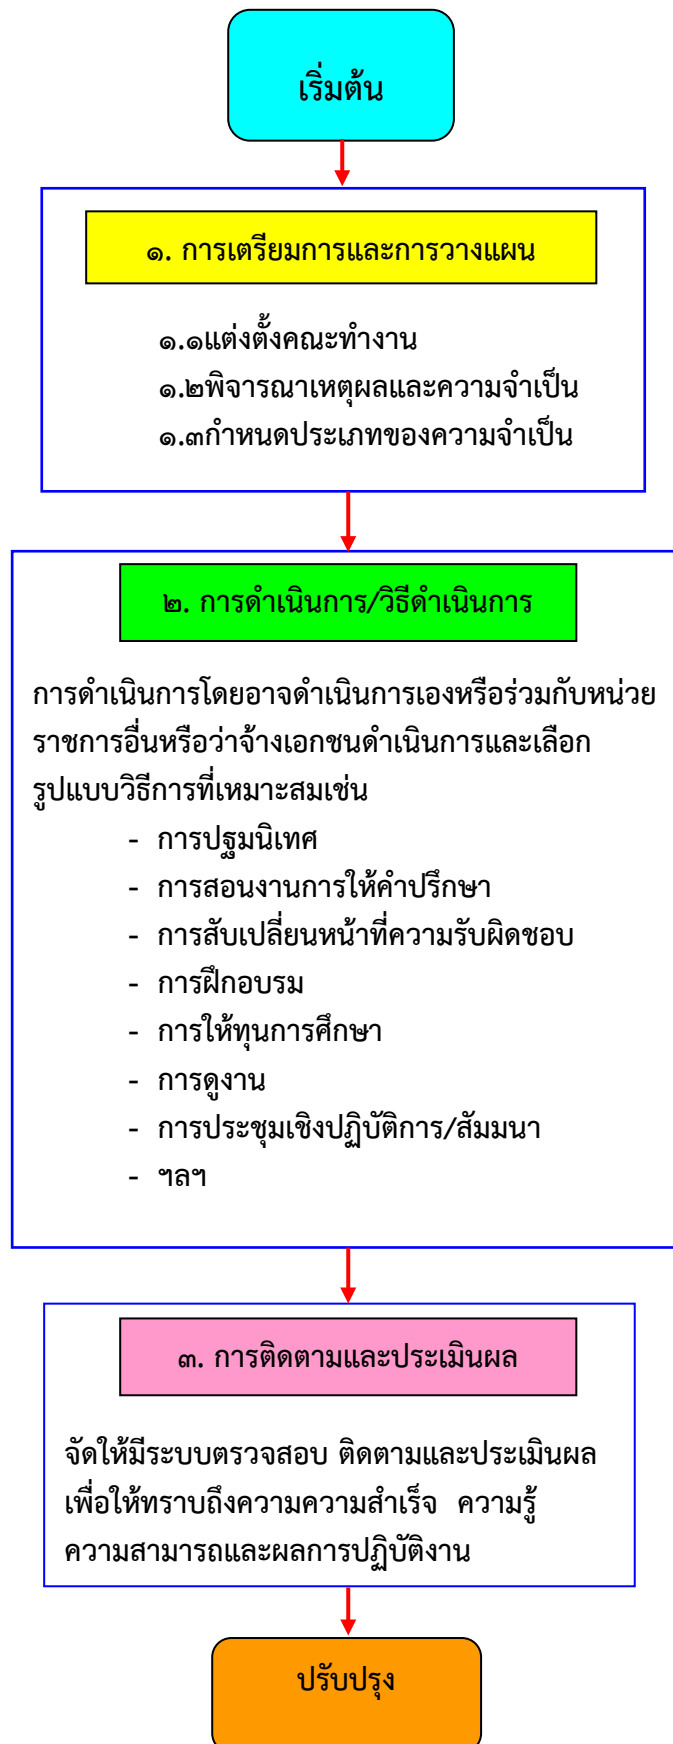 เริ่มต้น
๑. การเตรียมการและการวางแผน
๑.๑แต่งตั้งคณะทำงาน
๑.๒พิจารณาเหตุผลและความจำเป็น
๑.๓กำหนดประเภทของความจำเป็น
๒. การดำเนินการ/วิธีดำเนินการ
การดำเนินการโดยอาจดำเนินการเองหรือร่วมกับหน่วย
ราชการอื่นหรือว่าจ้างเอกชนดำเนินการและเลือก
รูปแบบวิธีการที่เหมาะสมเช่น
- การปฐมนิเทศ
- การสอนงานการให้คำปรึกษา
- การสับเปลี่ยนหน้าที่ความรับผิดชอบ
- การฝึกอบรม
- การให้ทุนการศึกษา
- การดูงาน
- การประชุมเชิงปฏิบัติการ/สัมมนา
- ฯลฯ
๓. การติดตามและประเมินผล
จัดให้มีระบบตรวจสอบ ติดตามและประเมินผล
เพื่อให้ทราบถึงความความสำเร็จ ความรู้
ความสามารถและผลการปฏิบัติงาน
ปรับปรุง